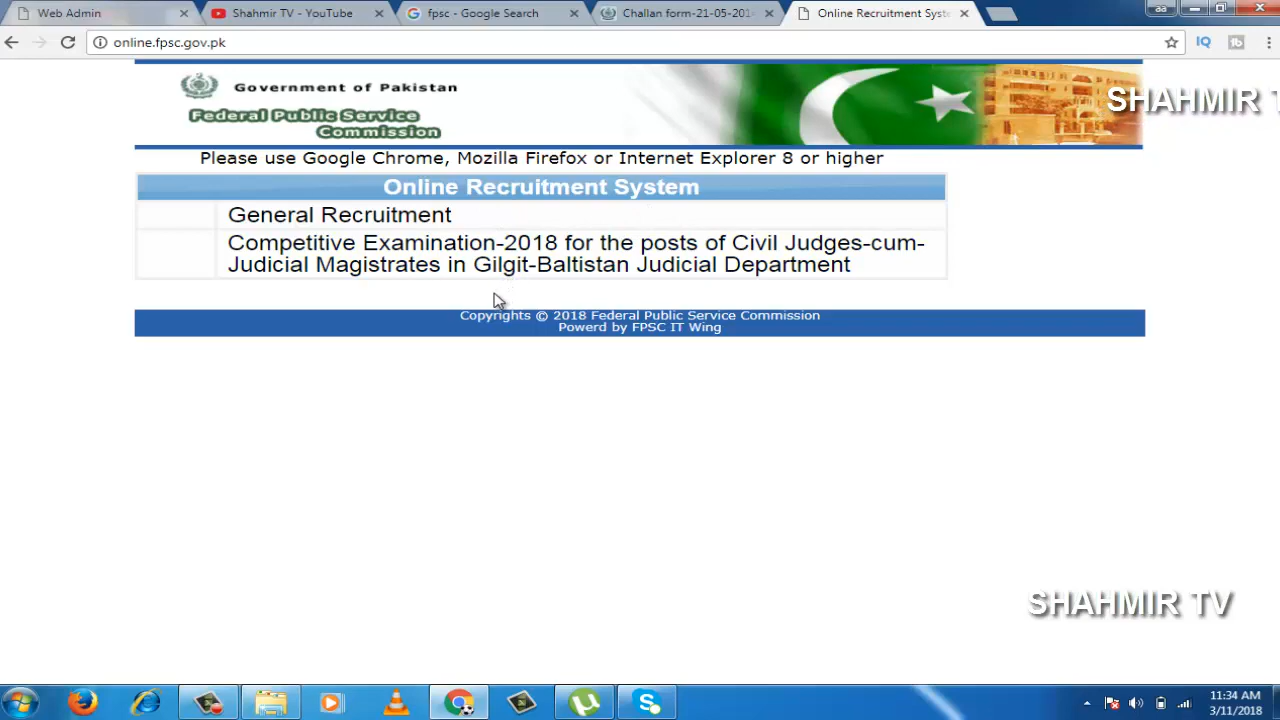 Web Admin
Shahmir TV - YouTube
fpsc - Google Search
Challan form-21-05-201
Online Recruitment Syst
online.fpsc.gov.pk
Government of Pakistan
Federal Public Service
Commission
SHAHMIR T
Please use Google Chrome, Mozilla Firefox or Internet Explorer 8 or higher
Online Recruitment System
General Recruitment
Competitive Examination-2018 for the posts of Civil Judges-cum-
Judicial Magistrates in Gilgit-Baltistan Judicial Department
Copyrights © 2018 Federal Public Service Commission
Powerd by FPSC IT Wing
SHAHMIR TV
11:34 AM
3/11/2018